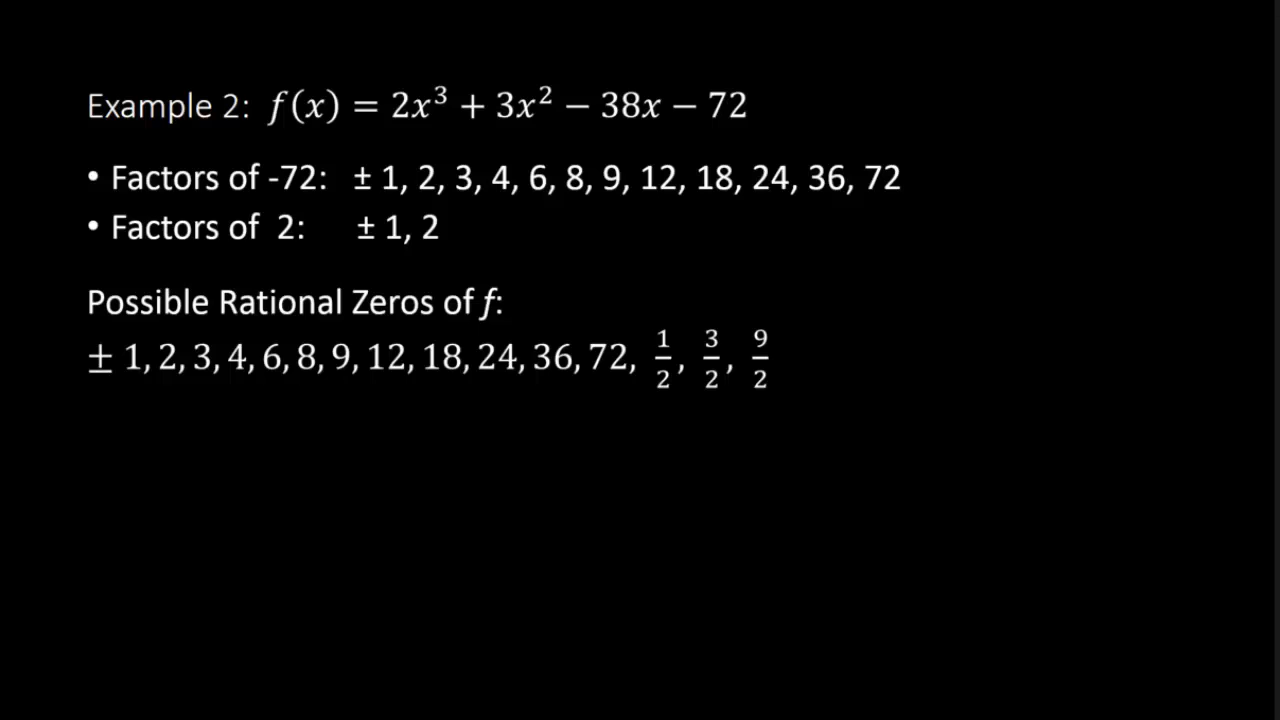 Example 2: f(x) = 2x³ + 3x² − 38x − 72
• Factors of -72: ± 1, 2, 3, 4, 6, 8, 9, 12, 18, 24, 36, 72
• Factors of 2: ± 1, 2
Possible Rational Zeros of f:
± 1, 2, 3, 4, 6, 8, 9, 12, 18, 24, 36, 72, 1/2, 3/2, 9/2